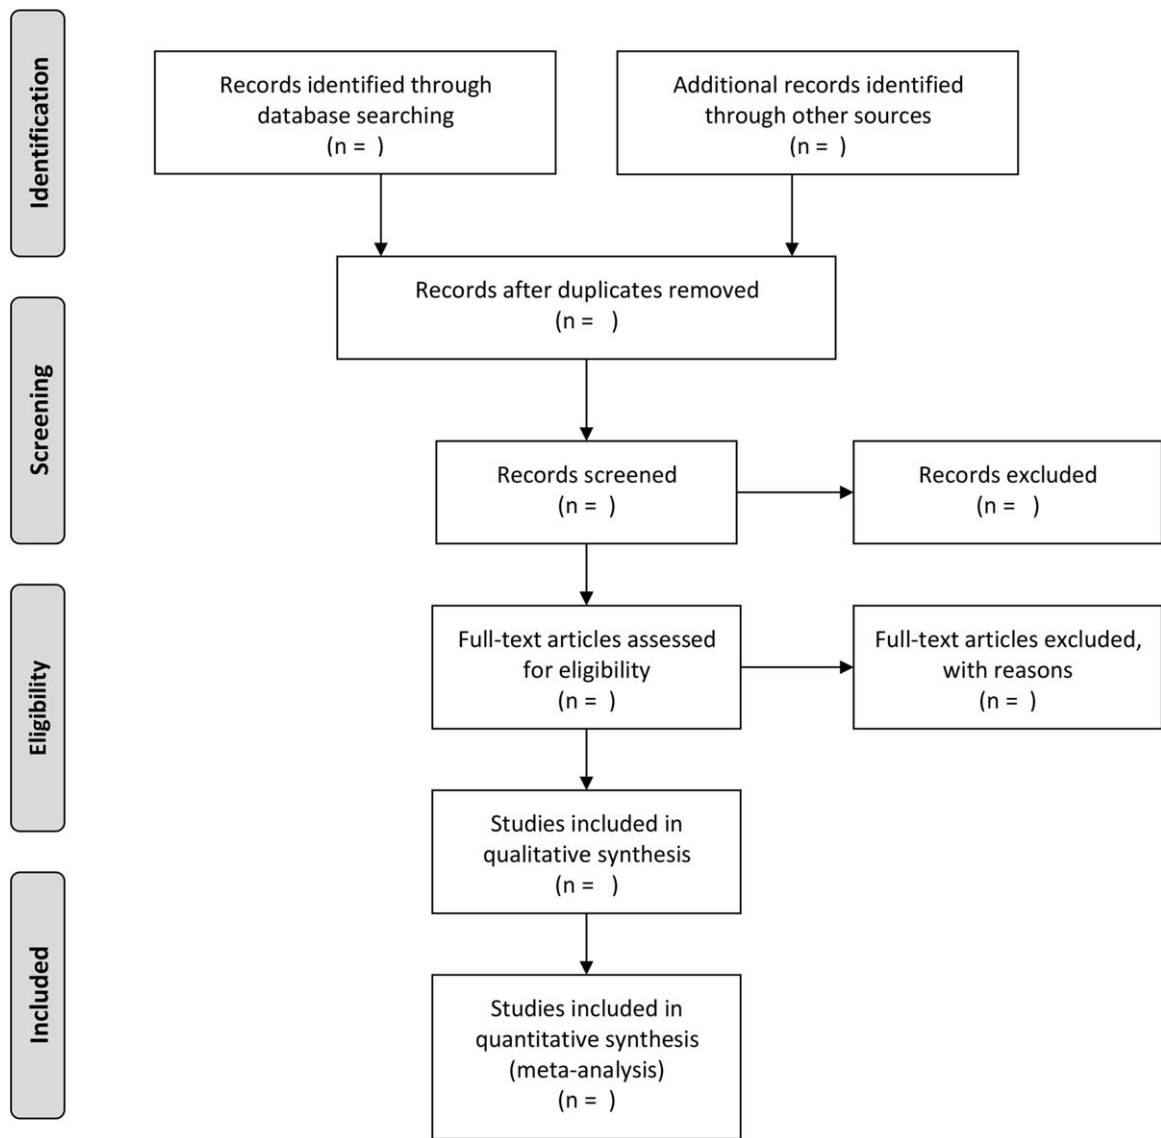 Identification
Records identified through
database searching
(n =  )
Additional records identified
through other sources
(n =  )
Records after duplicates removed
(n =   )
Screening
Records screened
(n =  )
Records excluded
(n =   )
Eligibility
Full-text articles assessed
for eligibility
(n =  )
Full-text articles excluded,
with reasons
(n =  )
Studies included in
qualitative synthesis
(n =   )
Included
Studies included in
quantitative synthesis
(meta-analysis)
(n =  )